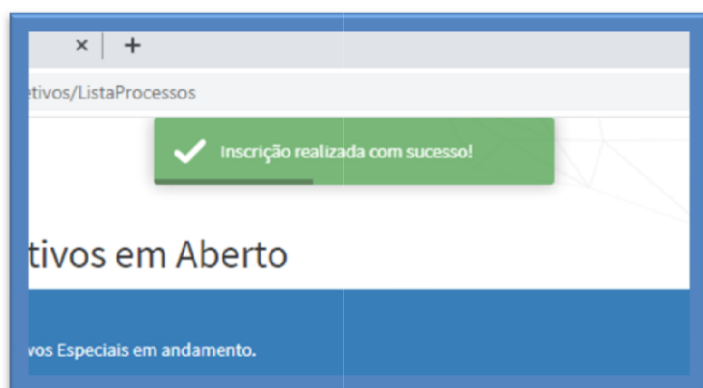 × | +
etivos/ListaProcessos
Inscrição realizada com sucesso!
tivos em Aberto
vos Especiais em andamento.